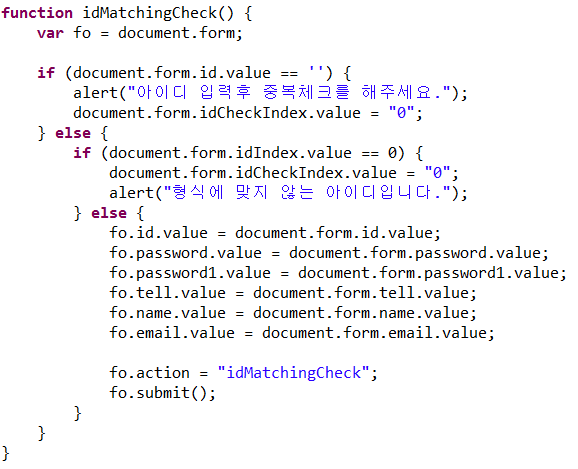 function idMatchingCheck() {
    var fo = document.form;

    if (document.form.id.value == '') {
        alert("아이디 입력후 중복체크를 해주세요.");
        document.form.idCheckIndex.value = "0";
    } else {
        if (document.form.idIndex.value == 0) {
            document.form.idCheckIndex.value = "0";
            alert("형식에 맞지 않는 아이디입니다.");
        } else {
            fo.id.value = document.form.id.value;
            fo.password.value = document.form.password.value;
            fo.password1.value = document.form.password1.value;
            fo.tell.value = document.form.tell.value;
            fo.name.value = document.form.name.value;
            fo.email.value = document.form.email.value;

            fo.action = "idMatchingCheck";
            fo.submit();
        }
    }
}